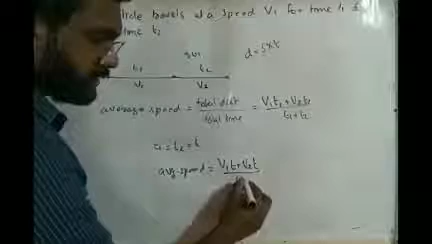 travels at a speed V₁ for time t₁ &
time t₂
t₁ t₂ d = s×t
V₁ V₂
average speed = total dist / total time = V₁t₁+V₂t₂ / t₁+t₂
t₁ = t₂ = t
avg. speed = V₁t+V₂t